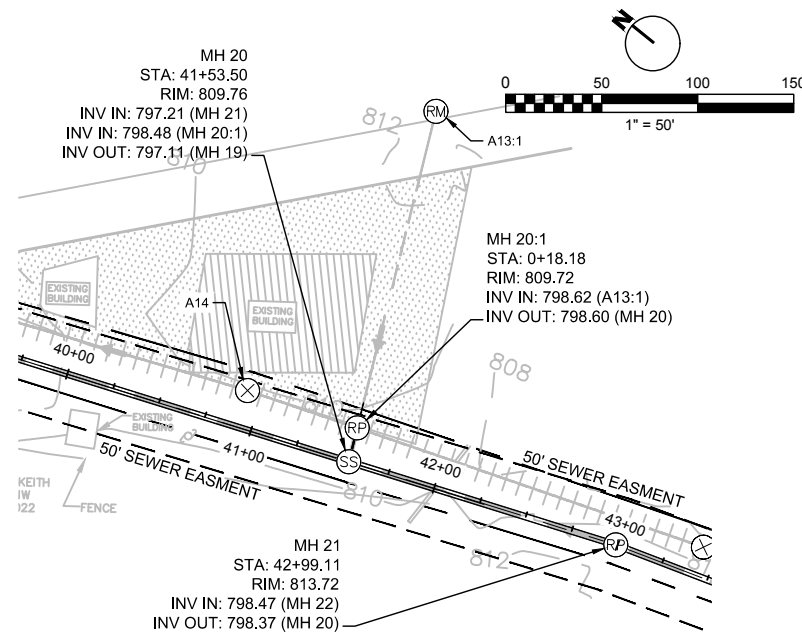 N
0 50 100 150
1" = 50'
MH 20
STA: 41+53.50
RIM: 809.76
INV IN: 797.21 (MH 21)
INV IN: 798.48 (MH 20:1)
INV OUT: 797.11 (MH 19)
812
RM
A13:1
810
MH 20:1
STA: 0+18.18
RIM: 809.72
INV IN: 798.62 (A13:1)
INV OUT: 798.60 (MH 20)
EXISTING
BUILDING
A14
EXISTING
BUILDING
40+00
808
EXISTING
BUILDING
RP
41+00
SS
42+00
50' SEWER EASMENT
50' SEWER EASMENT
810
KEITH
022
FENCE
43+00
RP
812
MH 21
STA: 42+99.11
RIM: 813.72
INV IN: 798.47 (MH 22)
INV OUT: 798.37 (MH 20)